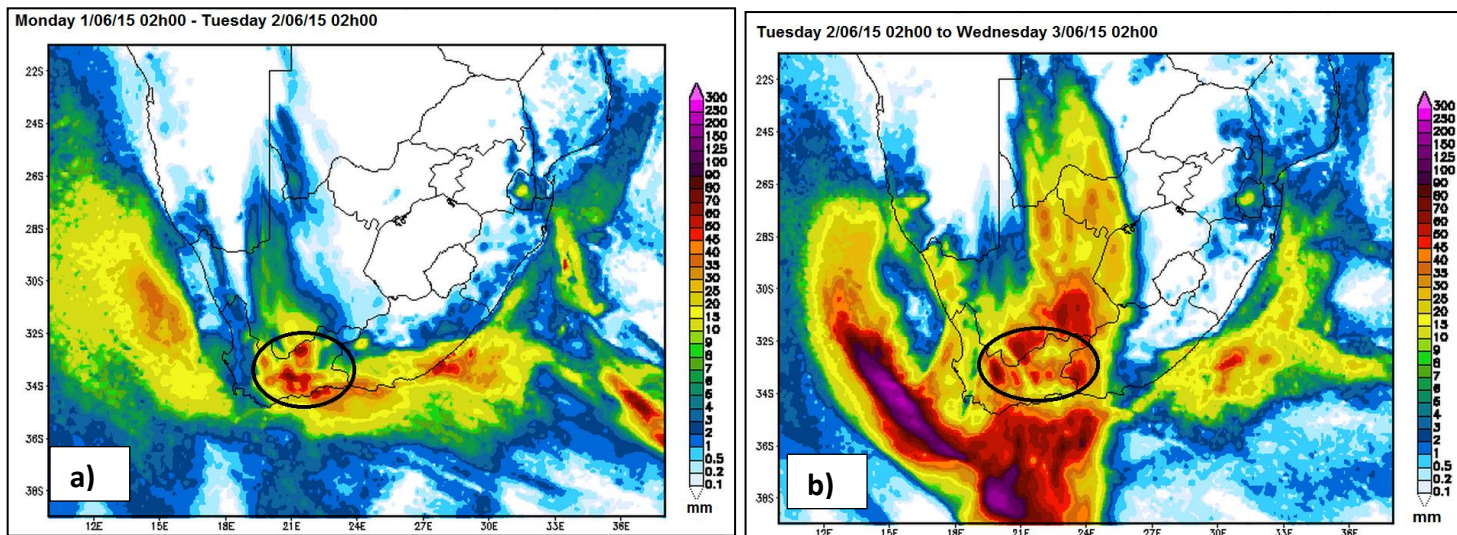 Monday 1/06/15 02h00 - Tuesday 2/06/15 02h00
22S
24S
26S
28S
30S
32S
34S
36S
38S
12E
15E
18E
21E
24E
27E
30E
33E
36E
300
250
200
150
125
100
90
80
70
60
50
45
40
35
30
25
20
15
10
9
8
7
6
5
4
3
2
1
0.5
0.2
0.1
mm
a)
Tuesday 2/06/15 02h00 to Wednesday 3/06/15 02h00
22S
24S
26S
28S
30S
32S
34S
36S
38S
12E
15E
18E
21E
24E
27E
30E
33E
36E
300
250
200
150
125
100
90
80
70
60
50
45
40
35
30
25
20
15
10
9
8
7
6
5
4
3
2
1
0.5
0.2
0.1
mm
b)